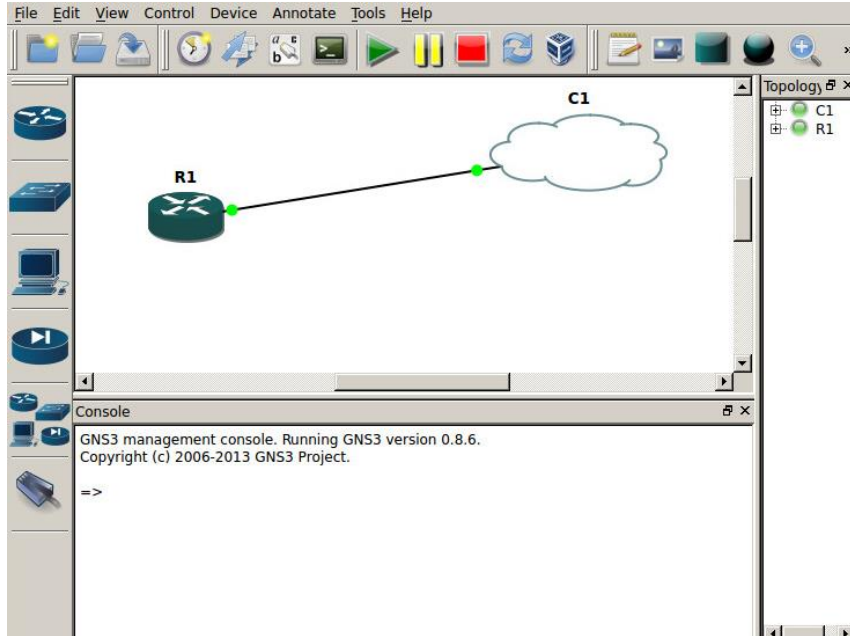 File Edit View Control Device Annotate Tools Help
a c
b
>_
»
C1
R1
Topology
C1
R1
Console
GNS3 management console. Running GNS3 version 0.8.6.
Copyright (c) 2006-2013 GNS3 Project.
=>